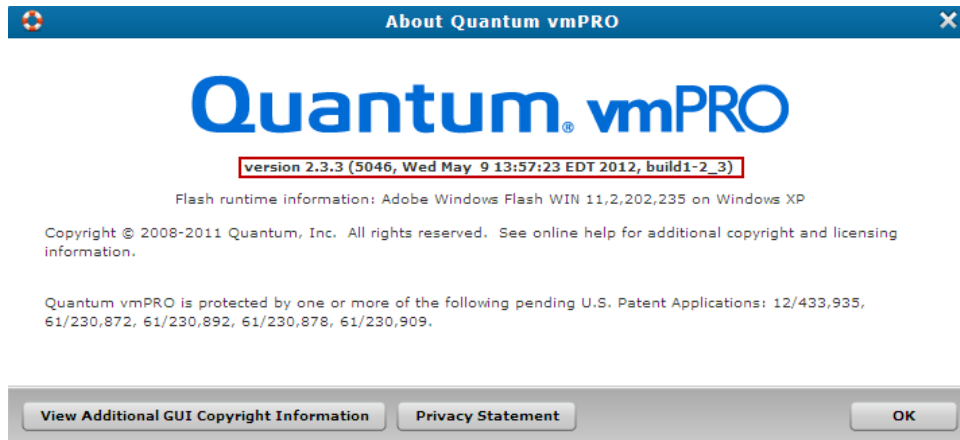 About Quantum vmPRO
Quantum® vmPRO
version 2.3.3 (5046, Wed May  9 13:57:23 EDT 2012, build1-2_3)
Flash runtime information: Adobe Windows Flash WIN 11,2,202,235 on Windows XP
Copyright © 2008-2011 Quantum, Inc.  All rights reserved.  See online help for additional copyright and licensing
information.
Quantum vmPRO is protected by one or more of the following pending U.S. Patent Applications: 12/433,935,
61/230,872, 61/230,892, 61/230,878, 61/230,909.
View Additional GUI Copyright Information Privacy Statement OK